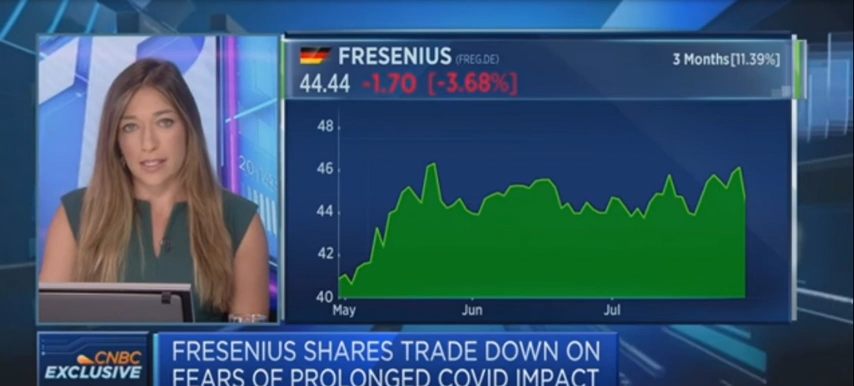 FRESENIUS (FREG.DE)
3 Months[11.39%]
44.44 -1.70 [-3.68%]
48
46
44
42
40
May Jun Jul
CNBC
EXCLUSIVE
FRESENIUS SHARES TRADE DOWN ON
FEARS OF PROLONGED COVID IMPACT